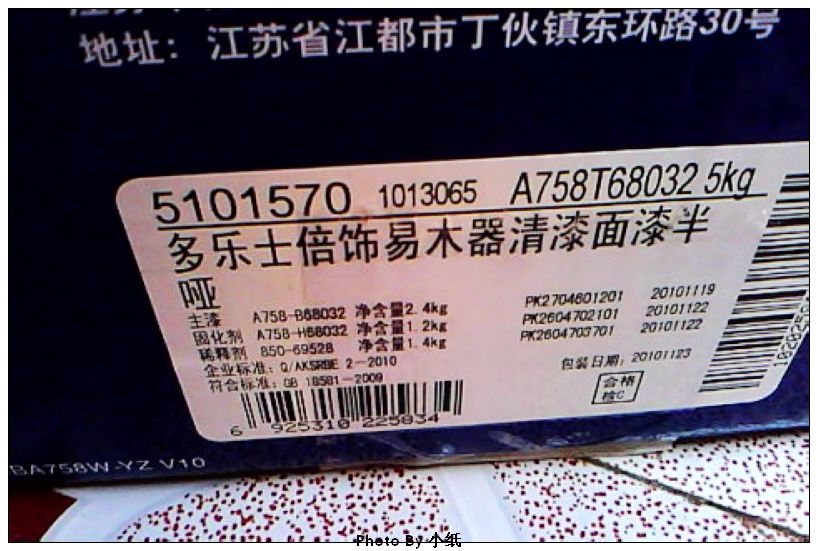 地址：江苏省江都市丁伙镇东环路30号
5101570 1013065 A758T68032 5kg
多乐士倍饰易木器清漆面漆半
哑
主漆 A758-B68032 净含量2.4kg
固化剂 A758-H68032 净含量1.2kg
稀释剂 850-69528 净含量1.4kg
企业标准：Q/AKSRBE 2-2010
符合标准：GB 18581-2009
PK2704601201 20101119
PK2604702101 20101122
PK2604703701 20101122
包装日期：20101123
合格
检C
6 925310 225834
BA758W-YZ V10
Photo By 小纸